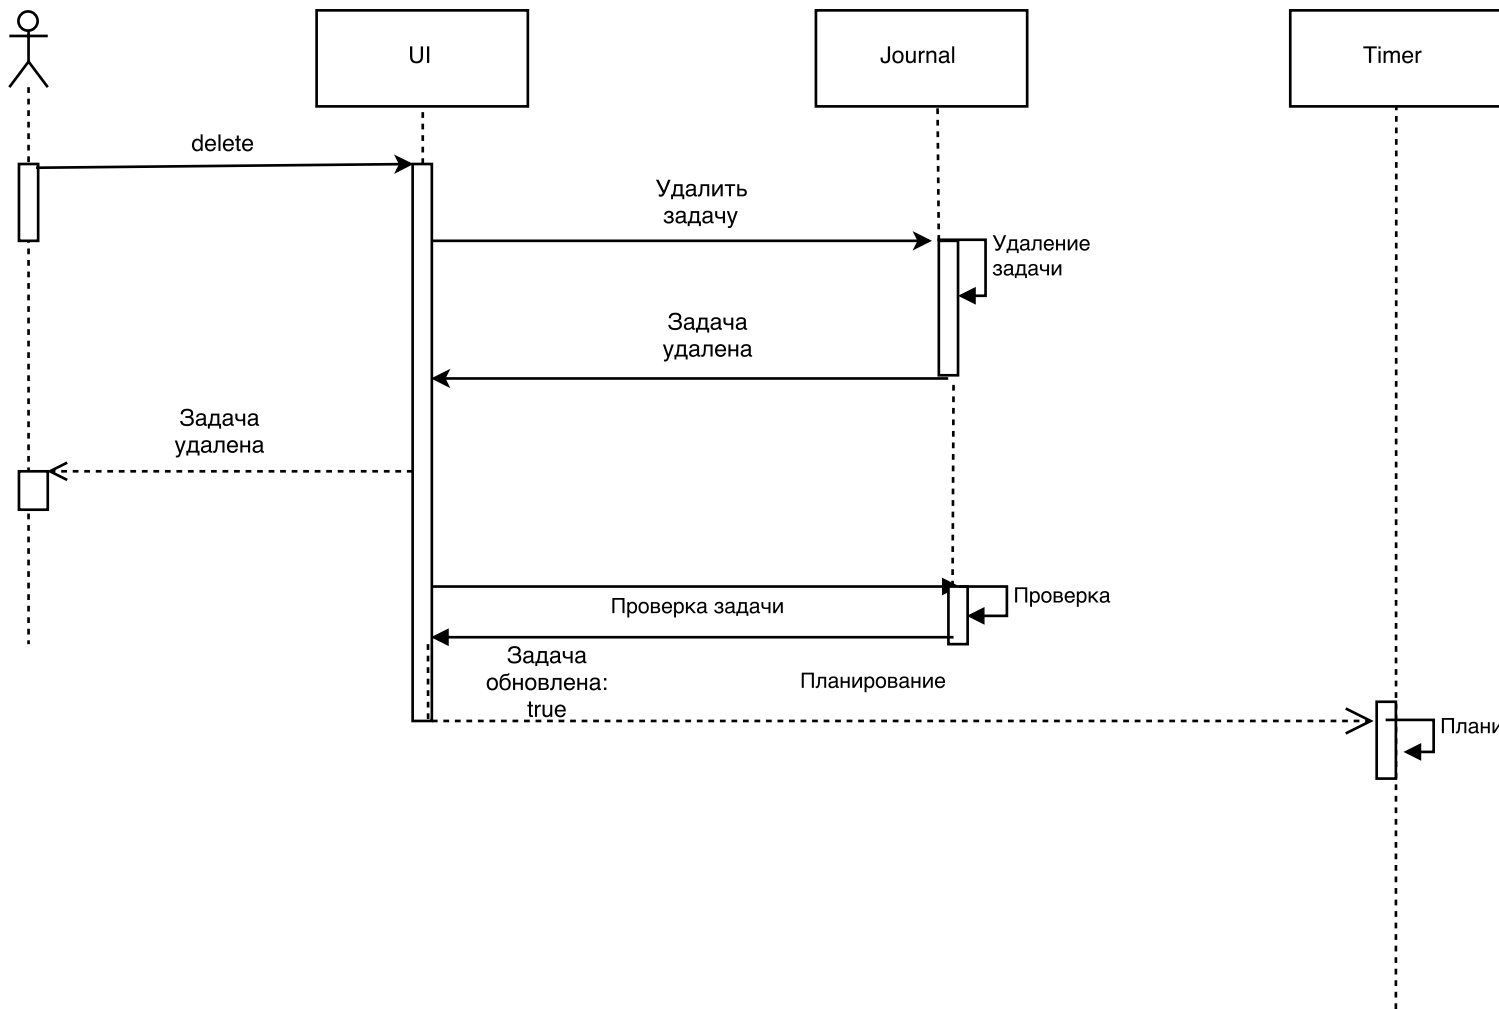 UI
Journal
Timer
delete
Удалить
задачу
Удаление
задачи
Задача
удалена
Задача
удалена
Проверка
Проверка задачи
Задача
обновлена:
true
Планирование